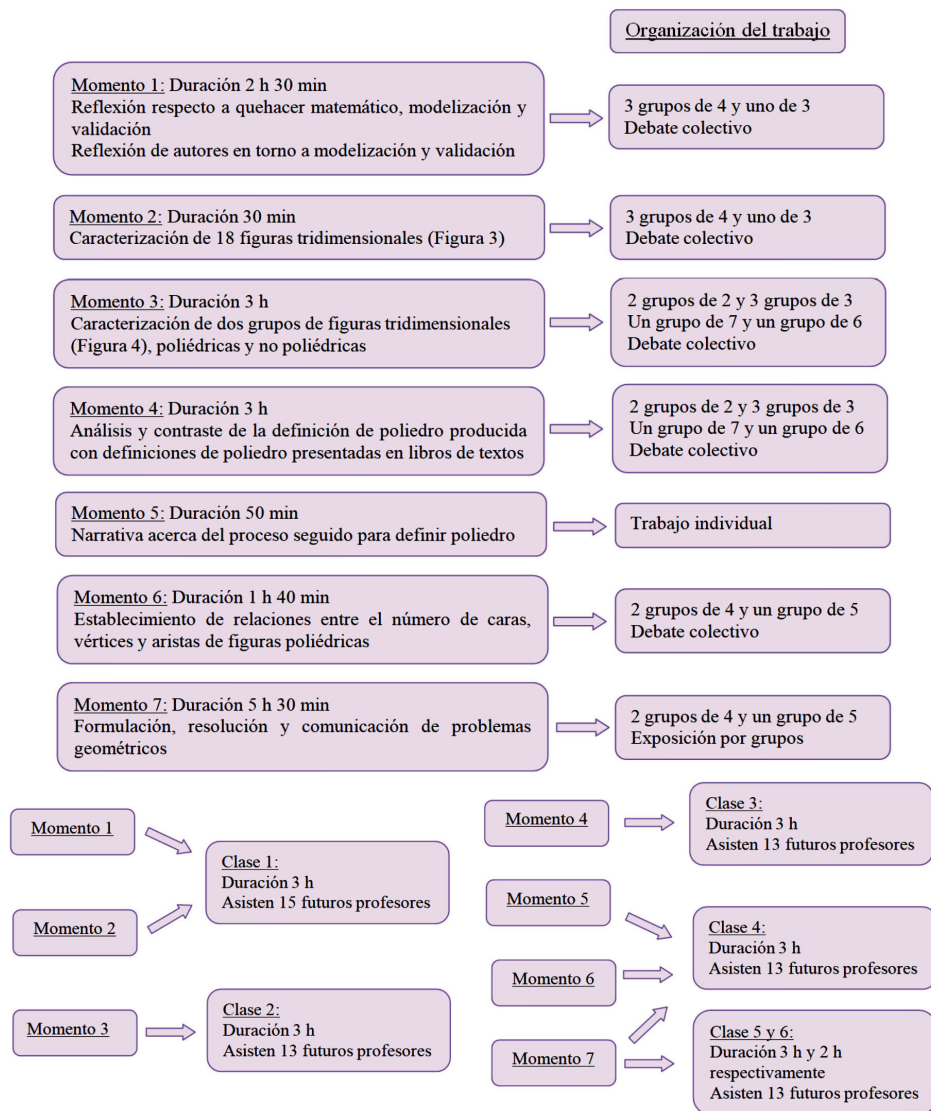 Organización del trabajo
Momento 1: Duración 2 h 30 min
Reflexión respecto a quehacer matemático, modelización y
validación
Reflexión de autores en torno a modelización y validación
3 grupos de 4 y uno de 3
Debate colectivo
Momento 2: Duración 30 min
Caracterización de 18 figuras tridimensionales (Figura 3)
3 grupos de 4 y uno de 3
Debate colectivo
Momento 3: Duración 3 h
Caracterización de dos grupos de figuras tridimensionales
(Figura 4), poliédricas y no poliédricas
2 grupos de 2 y 3 grupos de 3
Un grupo de 7 y un grupo de 6
Debate colectivo
Momento 4: Duración 3 h
Análisis y contraste de la definición de poliedro producida
con definiciones de poliedro presentadas en libros de textos
2 grupos de 2 y 3 grupos de 3
Un grupo de 7 y un grupo de 6
Debate colectivo
Momento 5: Duración 50 min
Narrativa acerca del proceso seguido para definir poliedro
Trabajo individual
Momento 6: Duración 1 h 40 min
Establecimiento de relaciones entre el número de caras,
vértices y aristas de figuras poliédricas
2 grupos de 4 y un grupo de 5
Debate colectivo
Momento 7: Duración 5 h 30 min
Formulación, resolución y comunicación de problemas
geométricos
2 grupos de 4 y un grupo de 5
Exposición por grupos
Momento 1
Momento 2
Clase 1:
Duración 3 h
Asisten 15 futuros profesores
Momento 3
Clase 2:
Duración 3 h
Asisten 13 futuros profesores
Momento 4
Clase 3:
Duración 3 h
Asisten 13 futuros profesores
Momento 5
Momento 6
Momento 7
Clase 4:
Duración 3 h
Asisten 13 futuros profesores
Clase 5 y 6:
Duración 3 h y 2 h
respectivamente
Asisten 13 futuros profesores